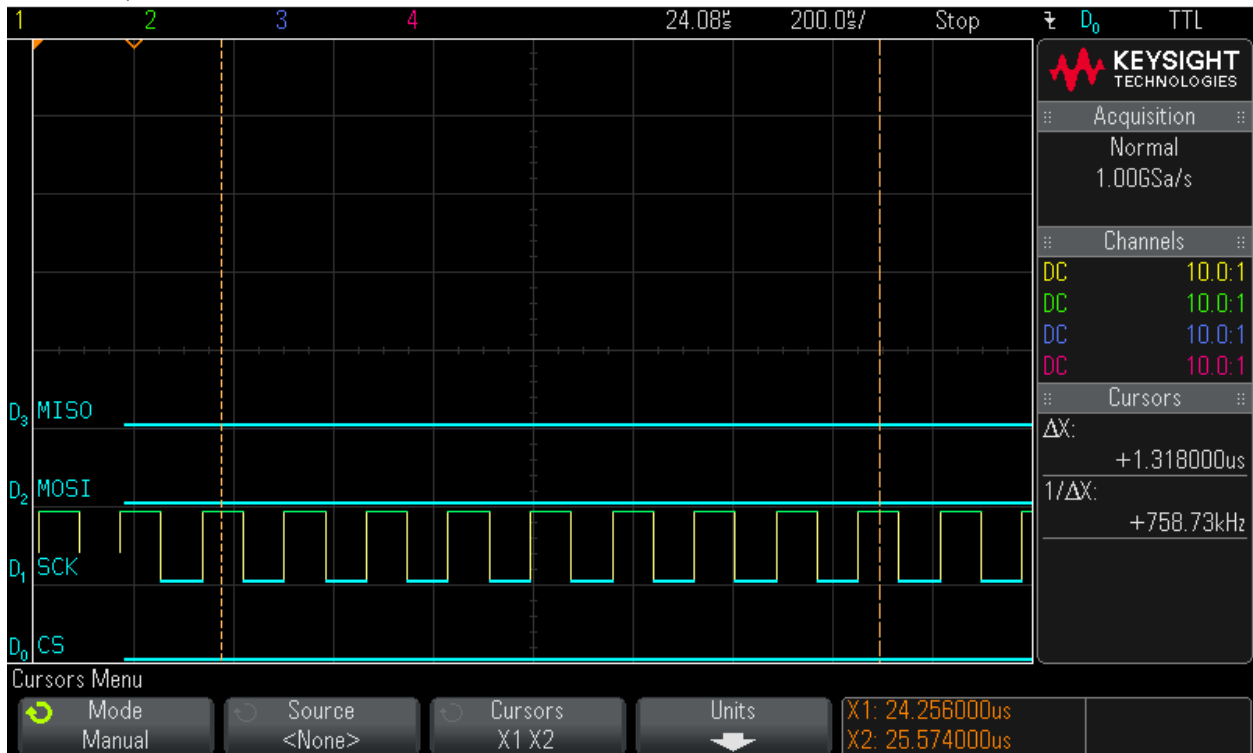 1 2 3 4 24.08us 200.0ns/ Stop D0 TTL
KEYSIGHT
TECHNOLOGIES
Acquisition
Normal
1.00GSa/s
Channels
DC 10.0:1
DC 10.0:1
DC 10.0:1
DC 10.0:1
Cursors
ΔX:
+1.318000us
1/ΔX:
+758.73kHz
D3 MISO
D2 MOSI
D1 SCK
D0 CS
Cursors Menu
Mode
Manual
Source
<None>
Cursors
X1 X2
Units
X1: 24.256000us
X2: 25.574000us